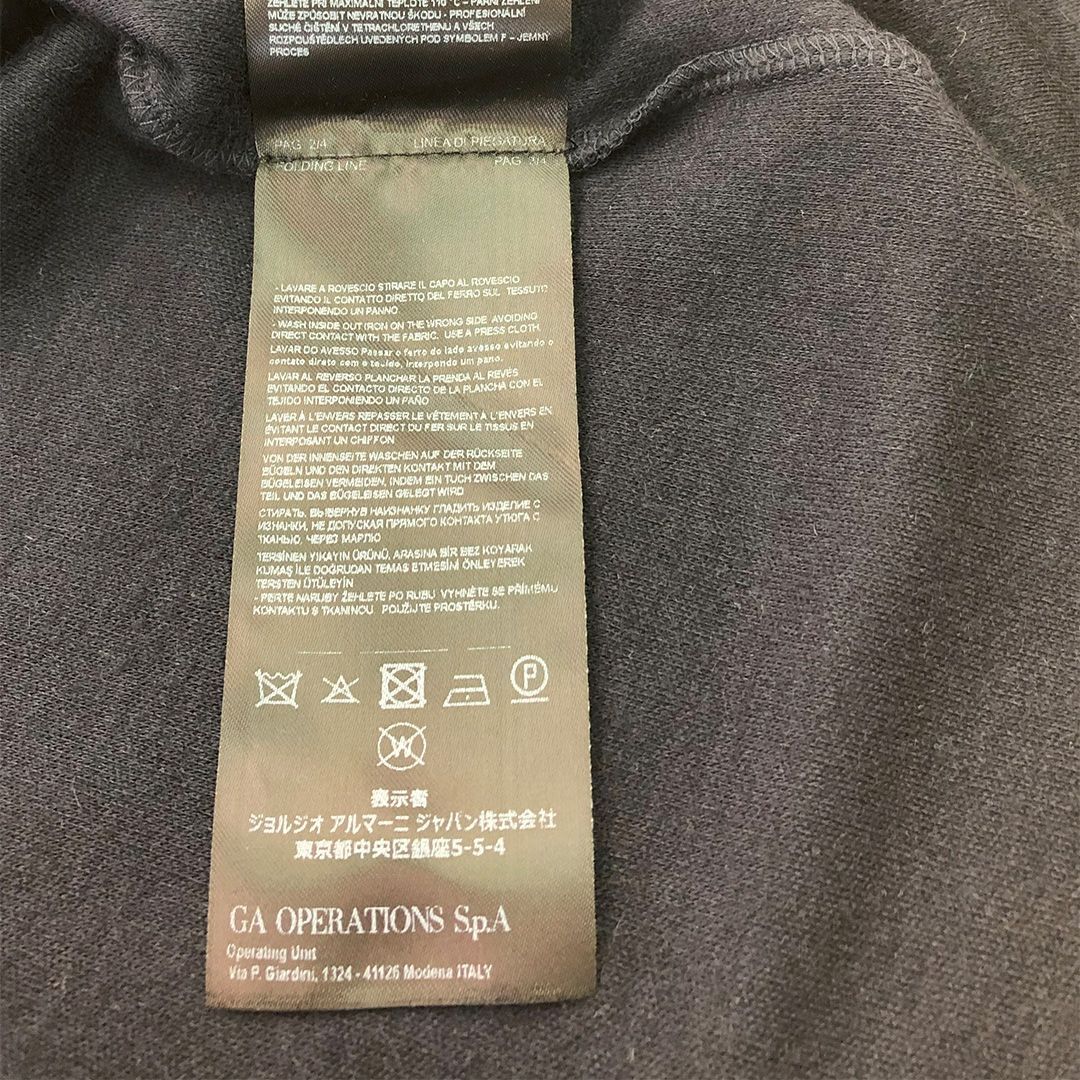 ŽEHLETE PŘI MAXIMÁLNÍ TEPLOTĚ 110 °C – PARNÍ ŽEHLENÍ
MŮŽE ZPŮSOBIT NEVRATNOU ŠKODU - PROFESIONÁLNÍ
SUCHÉ ČIŠTĚNÍ V TETRACHLORETHENU A VŠECH
ROZPOUŠTĚDLECH UVEDENÝCH POD SYMBOLEM F – JEMNÝ
PROCES
PAG 2/4 LINEA DI PIEGATURA
FOLDING LINE PAG 3/4
- LAVARE A ROVESCIO STIRARE IL CAPO AL ROVESCIO
EVITANDO IL CONTATTO DIRETTO DEL FERRO SUL TESSUTO
INTERPONENDO UN PANNO
- WASH INSIDE OUT IRON ON THE WRONG SIDE AVOIDING
DIRECT CONTACT WITH THE FABRIC. USE A PRESS CLOTH.
LAVAR DO AVESSO Passar o ferro do lado avesso evitando o
contato direto com o tejido, interpondo um pano.
LAVAR AL REVERSO PLANCHAR LA PRENDA AL REVÉS
EVITANDO EL CONTACTO DIRECTO DE LA PLANCHA CON EL
TEJIDO INTERPONIENDO UN PAÑO
LAVER À L'ENVERS REPASSER LE VÊTEMENT À L'ENVERS EN
ÉVITANT LE CONTACT DIRECT DU FER SUR LE TISSUS EN
INTERPOSANT UN CHIFFON
VON DER INNENSEITE WASCHEN AUF DER RÜCKSEITE
BÜGELN UND DEN DIREKTEN KONTAKT MIT DEM
BÜGELEISEN VERMEIDEN, INDEM EIN TUCH ZWISCHEN DAS
TEIL UND DAS BÜGELEISEN GELEGT WIRD
СТИРАТЬ, ВЫВЕРНУВ НАИЗНАНКУ ГЛАДИТЬ ИЗДЕЛИЕ С
ИЗНАНКИ, НЕ ДОПУСКАЯ ПРЯМОГО КОНТАКТА УТЮГА С
ТКАНЬЮ, ЧЕРЕЗ МАРЛЮ
TERSİNEN YIKAYIN ÜRÜNÜ, ARASINA BİR BEZ KOYARAK
KUMAŞ İLE DOĞRUDAN TEMAS ETMESİNİ ÖNLEYEREK
TERSTEN ÜTÜLEYİN
- PERTE NARUBY ŽEHLETE PO RUBU VYHNĚTE SE PŘÍMÉMU
KONTAKTU S TKANINOU POUŽIJTE PROSTĚRKU.
P
W
表示者
ジョルジオ アルマーニ ジャパン株式会社
東京都中央区銀座5-5-4
GA OPERATIONS S.p.A
Operating Unit
Via P. Giardini, 1324 - 41126 Modena ITALY